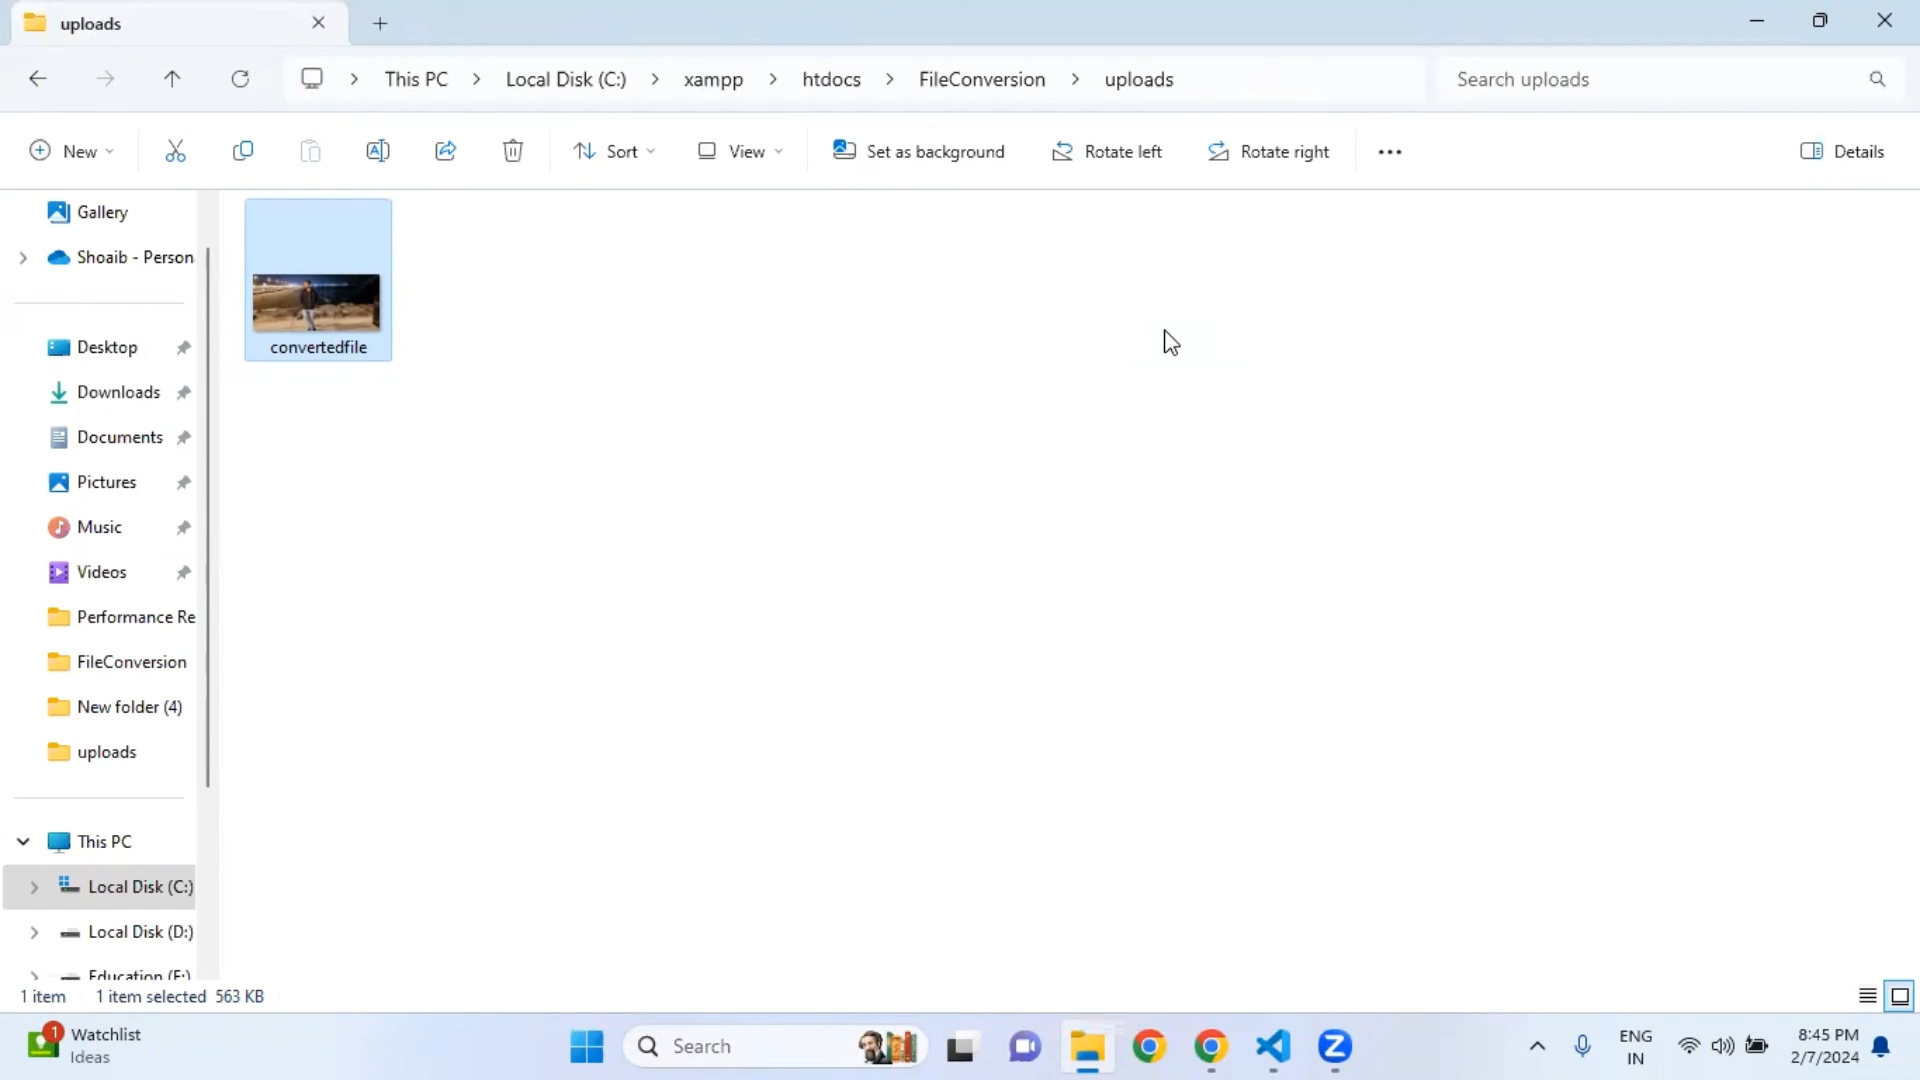 uploads
This PC
Local Disk (C:)
xampp
htdocs
FileConversion
uploads
Search uploads
New
Sort
View
Set as background
Rotate left
Rotate right
Details
Gallery
Shoaib - Person
Desktop
Downloads
Documents
Pictures
Music
Videos
Performance Re
FileConversion
New folder (4)
uploads
This PC
Local Disk (C:)
Local Disk (D:)
Education (E:)
convertedfile
1 item 1 item selected 563 KB
1
Watchlist
Ideas
Search
ENG
IN
8:45 PM
2/7/2024